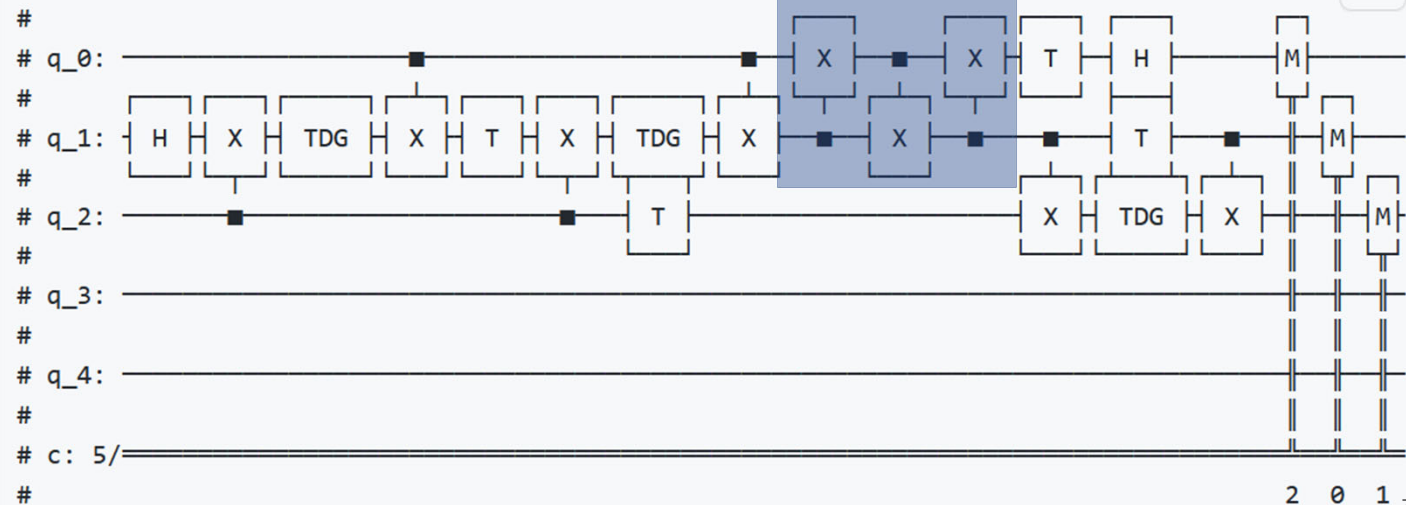 #
# q_0: X X T H M
#
# q_1: H X TDG X T X TDG X X T M
#
# q_2: T X TDG X M
#
# q_3:
#
# q_4:
#
# c: 5/
# 2 0 1